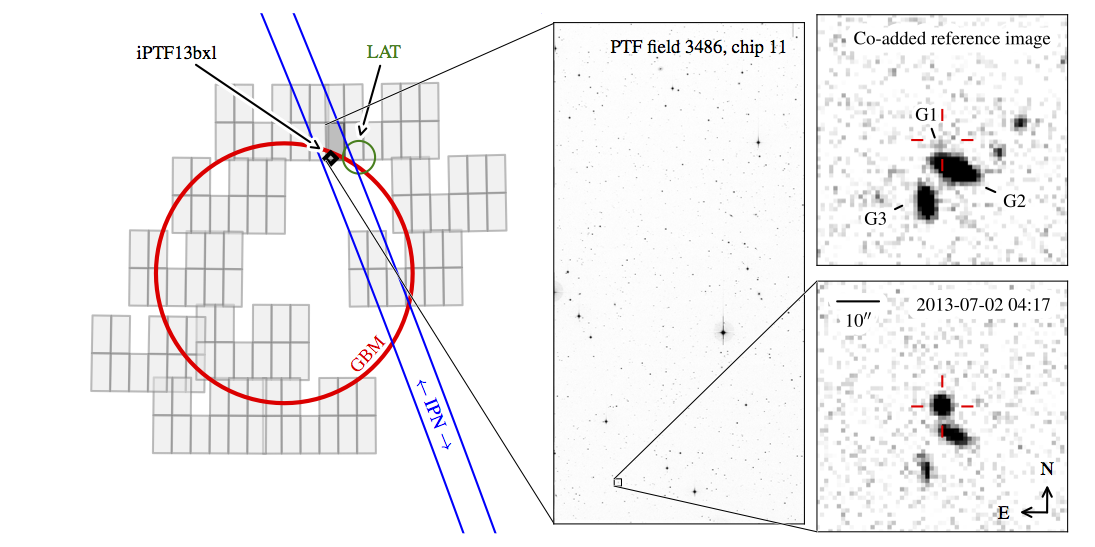 iPTF13bxl
LAT
GBM
← IPN →
PTF field 3486, chip 11
Co-added reference image
G1
G2
G3
2013-07-02 04:17
10″
N
E